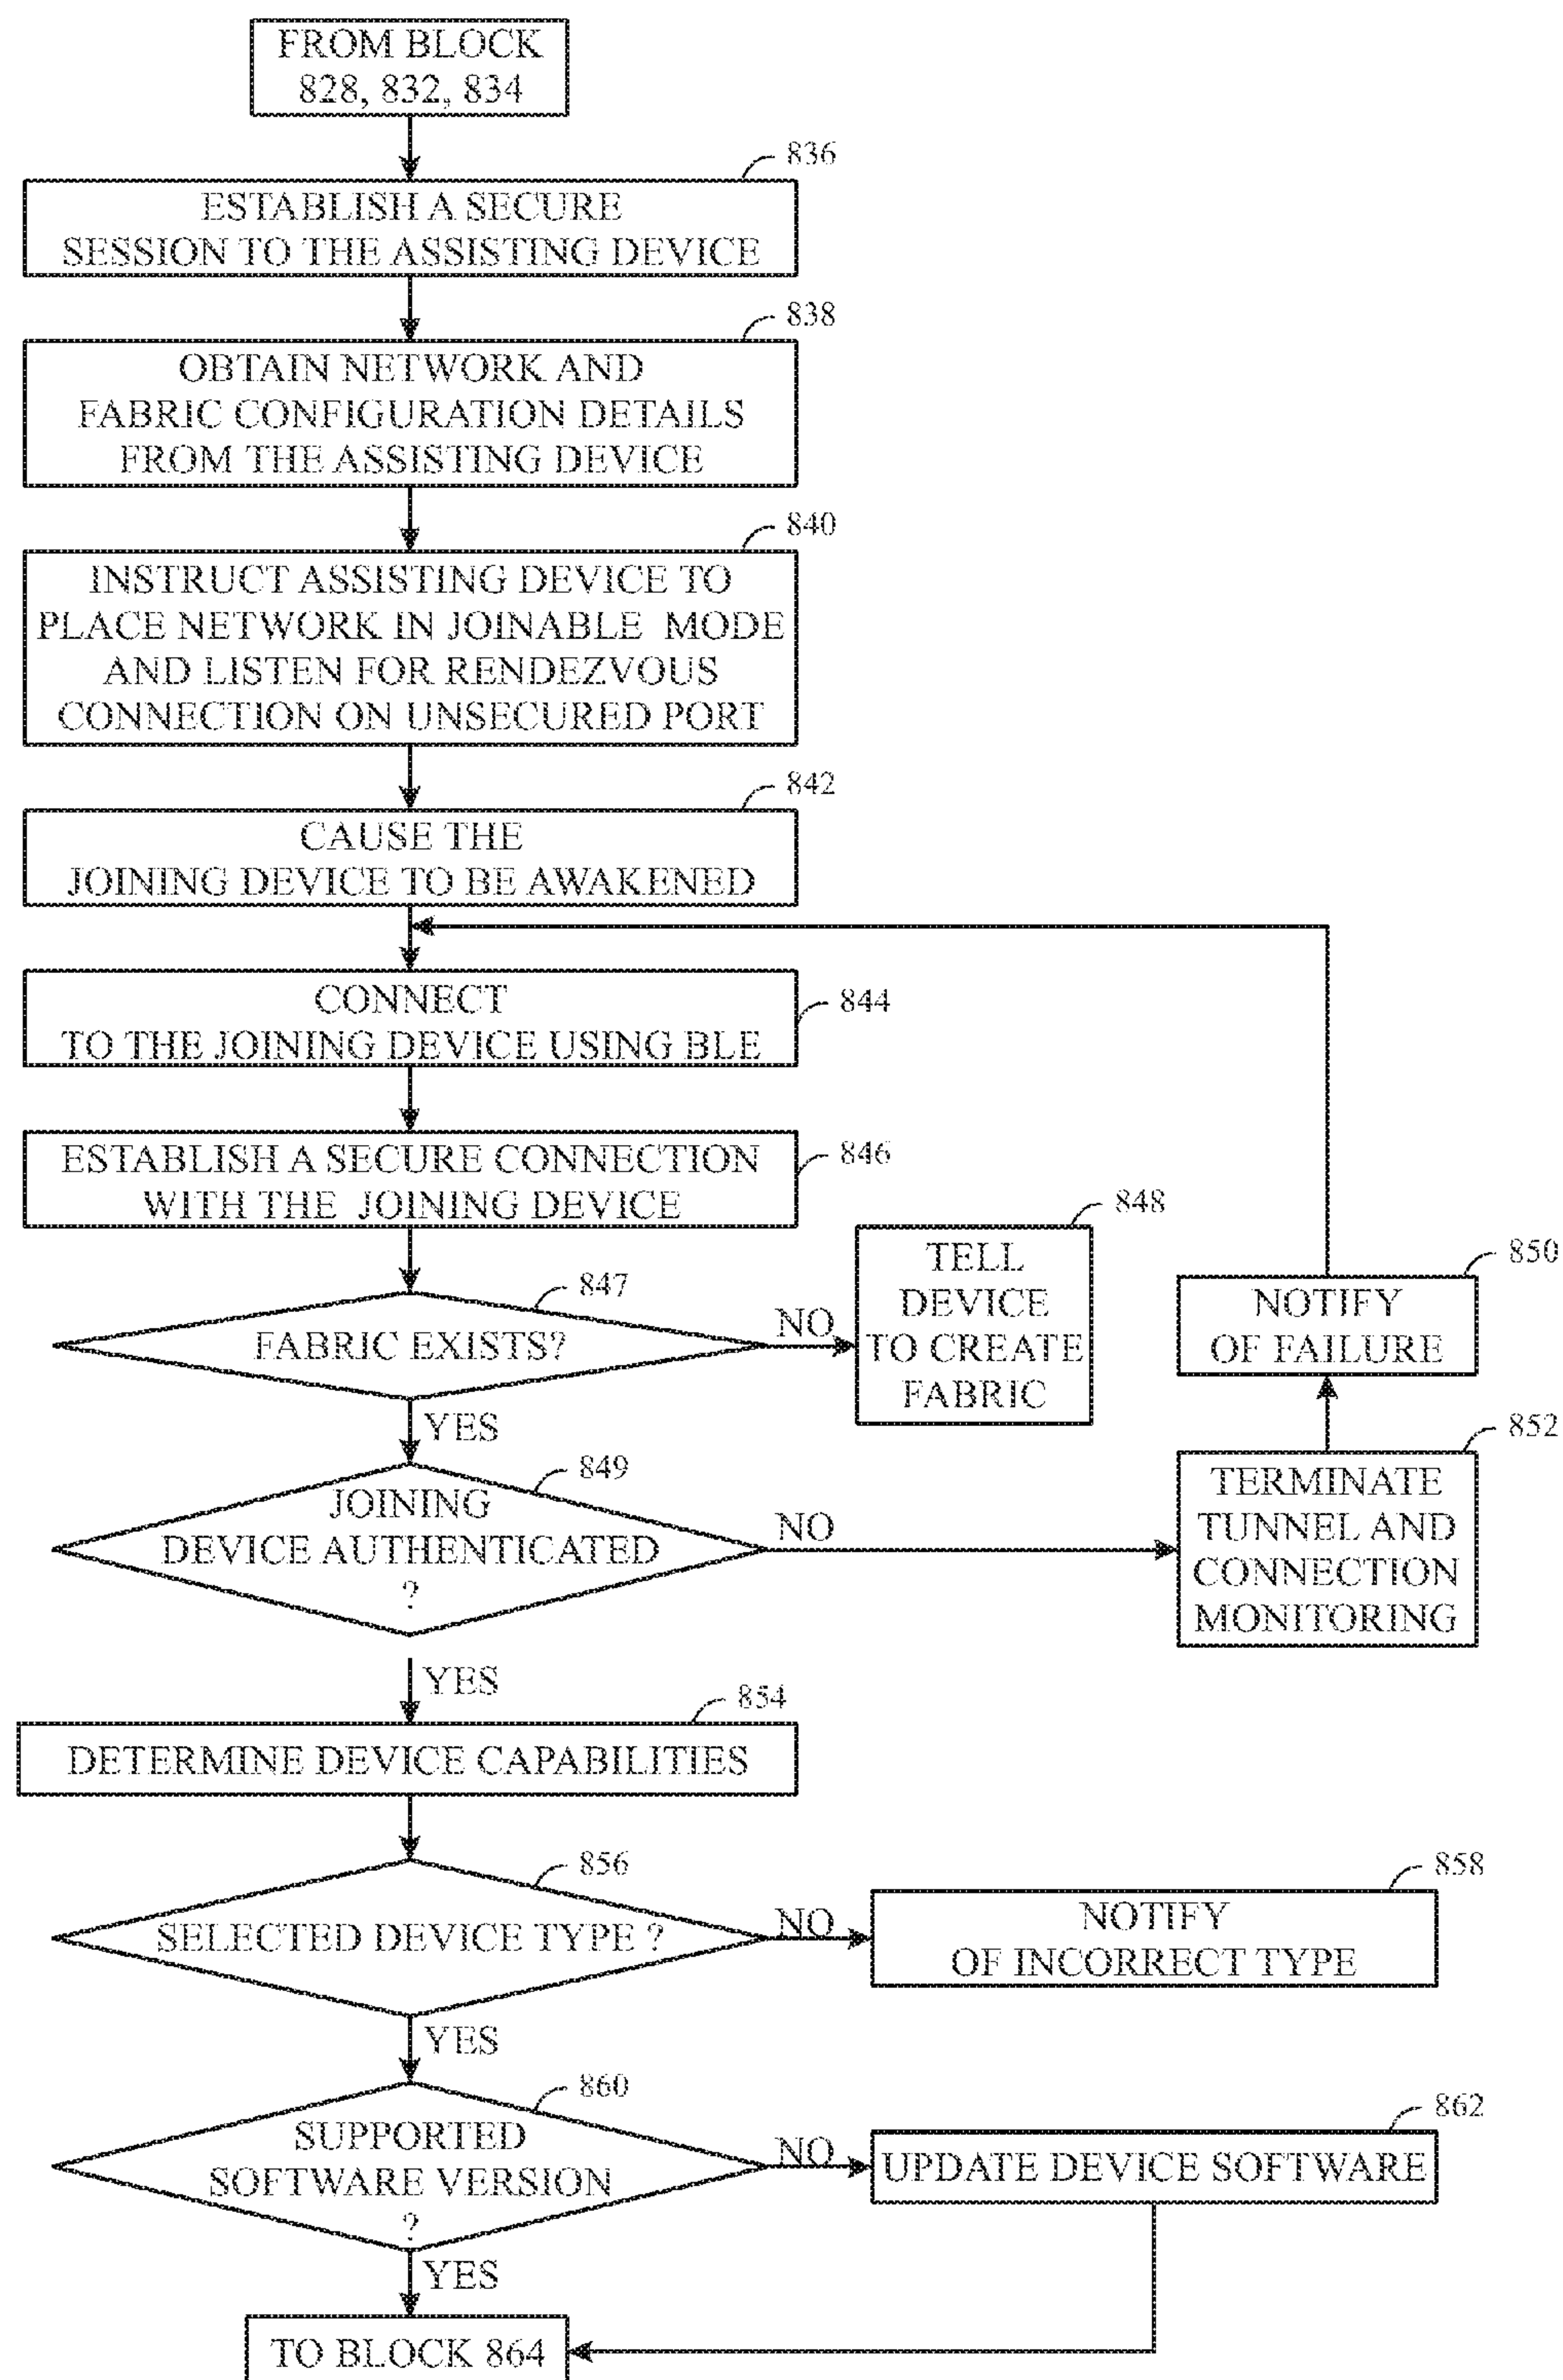 FROM BLOCK
828, 832, 834
836
ESTABLISH A SECURE
SESSION TO THE ASSISTING DEVICE
838
OBTAIN NETWORK AND
FABRIC CONFIGURATION DETAILS
FROM THE ASSISTING DEVICE
840
INSTRUCT ASSISTING DEVICE TO
PLACE NETWORK IN JOINABLE MODE
AND LISTEN FOR RENDEZVOUS
CONNECTION ON UNSECURED PORT
842
CAUSE THE
JOINING DEVICE TO BE AWAKENED
844
CONNECT
TO THE JOINING DEVICE USING BLE
846
ESTABLISH A SECURE CONNECTION
WITH THE JOINING DEVICE
847
FABRIC EXISTS?
NO
848
TELL
DEVICE
TO CREATE
FABRIC
850
NOTIFY
OF FAILURE
YES
849
JOINING
DEVICE AUTHENTICATED
?
NO
852
TERMINATE
TUNNEL AND
CONNECTION
MONITORING
YES
854
DETERMINE DEVICE CAPABILITIES
856
SELECTED DEVICE TYPE ?
NO
858
NOTIFY
OF INCORRECT TYPE
YES
860
SUPPORTED
SOFTWARE VERSION
?
NO
862
UPDATE DEVICE SOFTWARE
YES
TO BLOCK 864